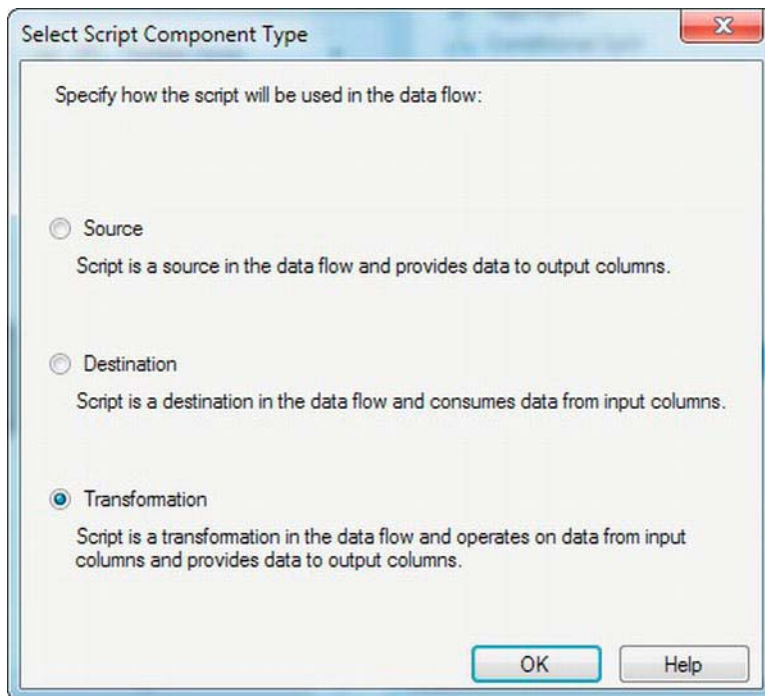 Select Script Component Type
Specify how the script will be used in the data flow:
Source
Script is a source in the data flow and provides data to output columns.
Destination
Script is a destination in the data flow and consumes data from input columns.
Transformation
Script is a transformation in the data flow and operates on data from input
columns and provides data to output columns.
OK
Help